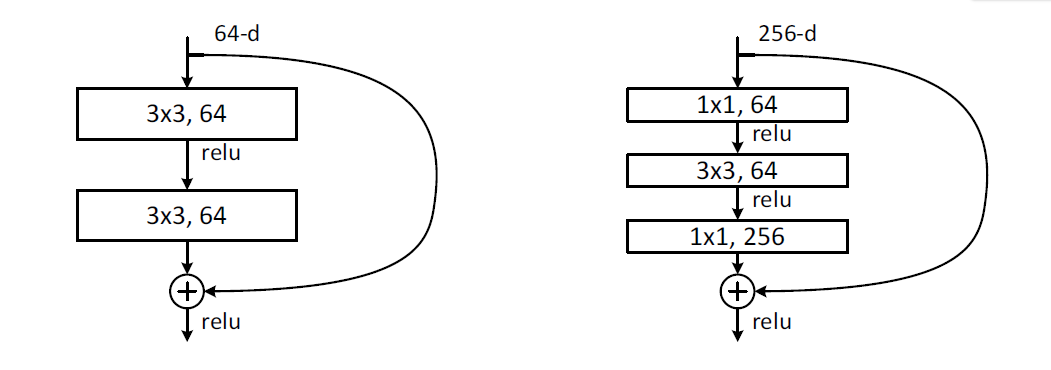 64-d
3x3, 64
relu
3x3, 64
relu
256-d
1x1, 64
relu
3x3, 64
relu
1x1, 256
relu